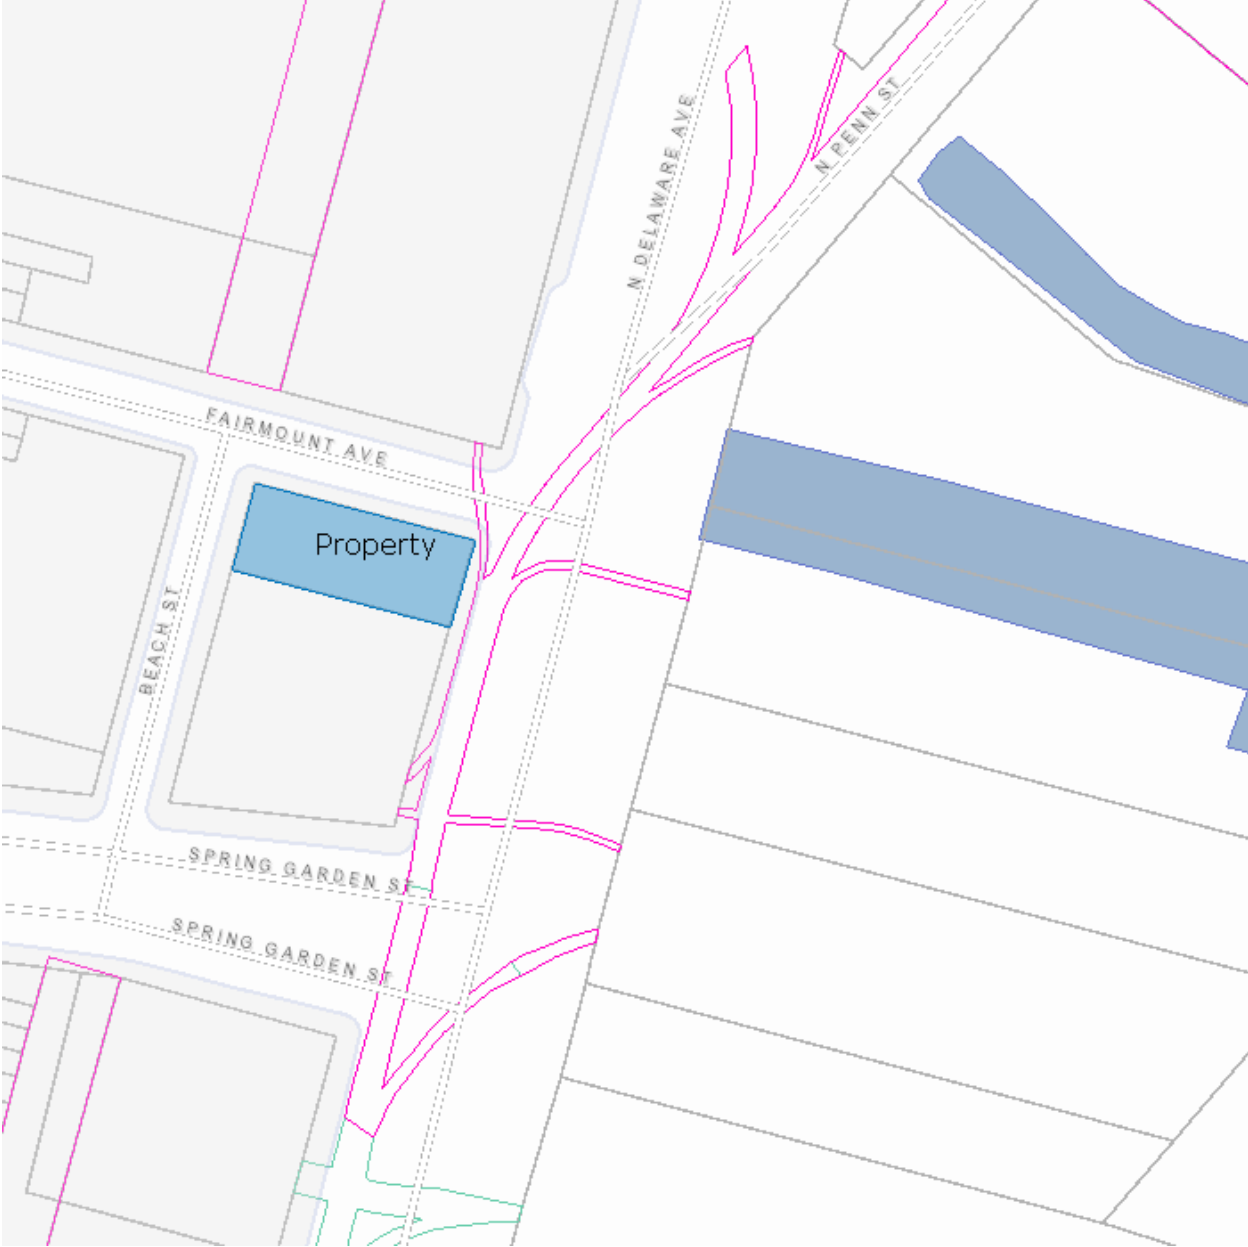 N DELAWARE AVE
N PENN ST
FAIRMOUNT AVE
Property
BEACH ST
SPRING GARDEN ST
SPRING GARDEN ST